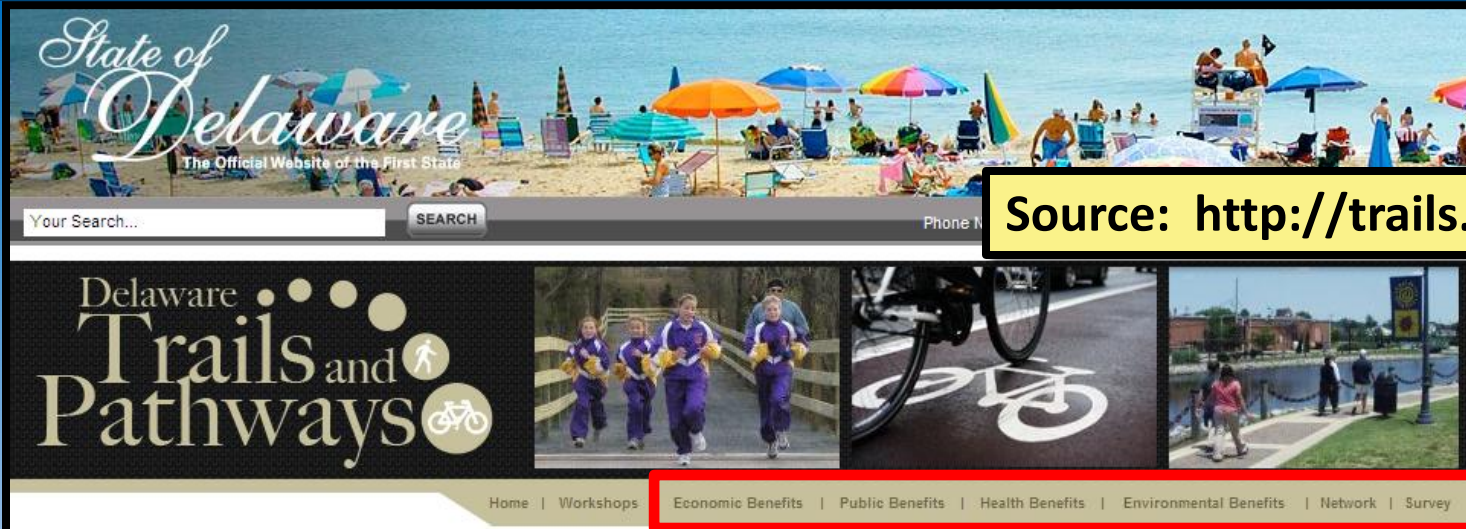 State of
Delaware
The Official Website of the First State
Your Search...
SEARCH
Phone
Source: http://trails.
Delaware
Trails and
Pathways
Home | Workshops | Economic Benefits | Public Benefits | Health Benefits | Environmental Benefits | Network | Survey